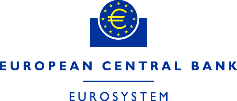 €
EUROPEAN CENTRAL BANK
EUROSYSTEM